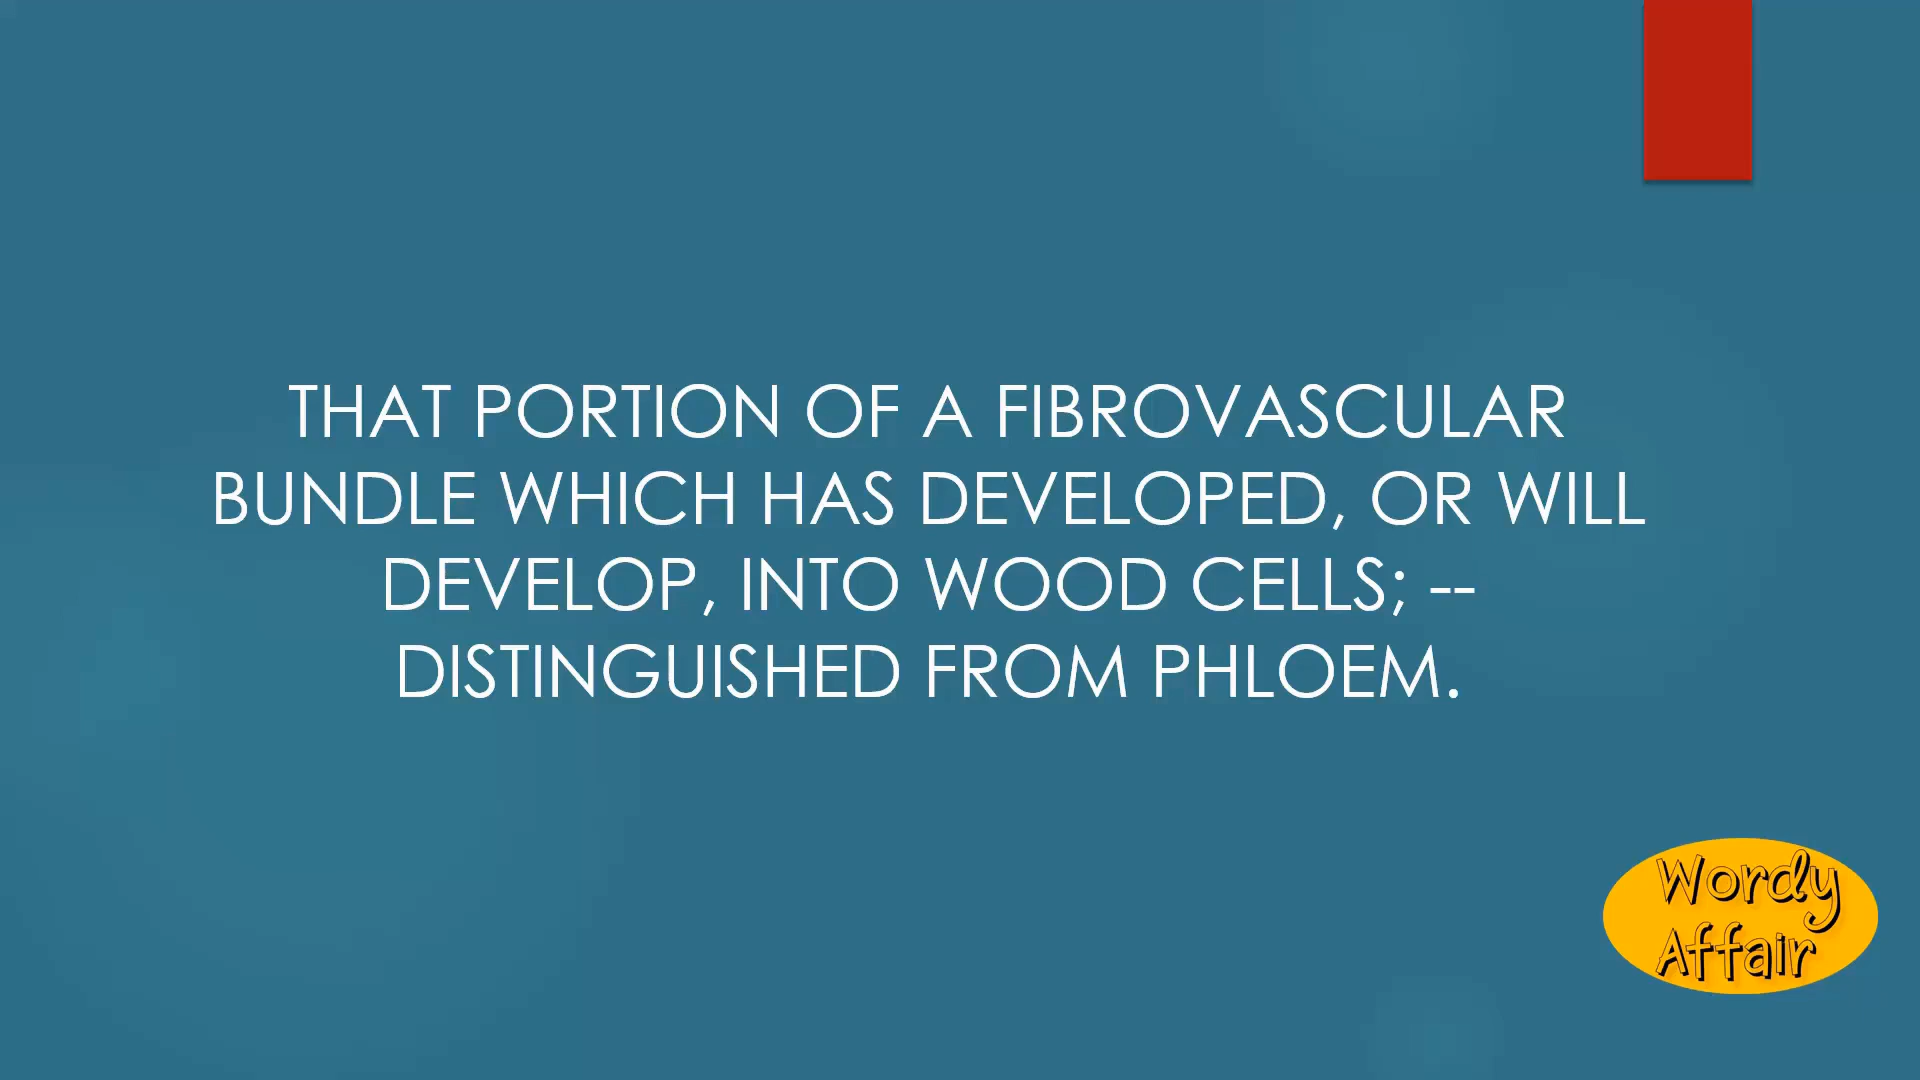 THAT PORTION OF A FIBROVASCULAR
BUNDLE WHICH HAS DEVELOPED, OR WILL
DEVELOP, INTO WOOD CELLS; --
DISTINGUISHED FROM PHLOEM.
Wordy
Affair